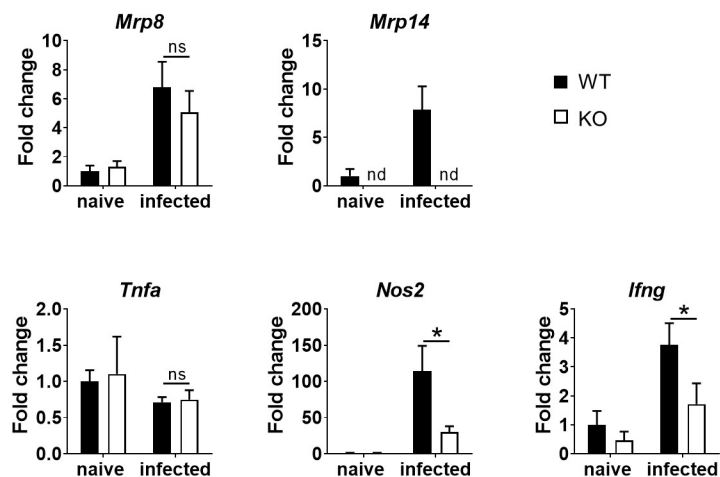 Mrp8
Fold change
10
8
6
4
2
0
ns
naive infected
Mrp14
Fold change
15
10
5
0
nd nd
naive infected
WT
KO
Tnfa
Fold change
2.0
1.5
1.0
0.5
0.0
ns
naive infected
Nos2
Fold change
200
150
100
50
0
*
naive infected
Ifng
Fold change
5
4
3
2
1
0
*
naive infected